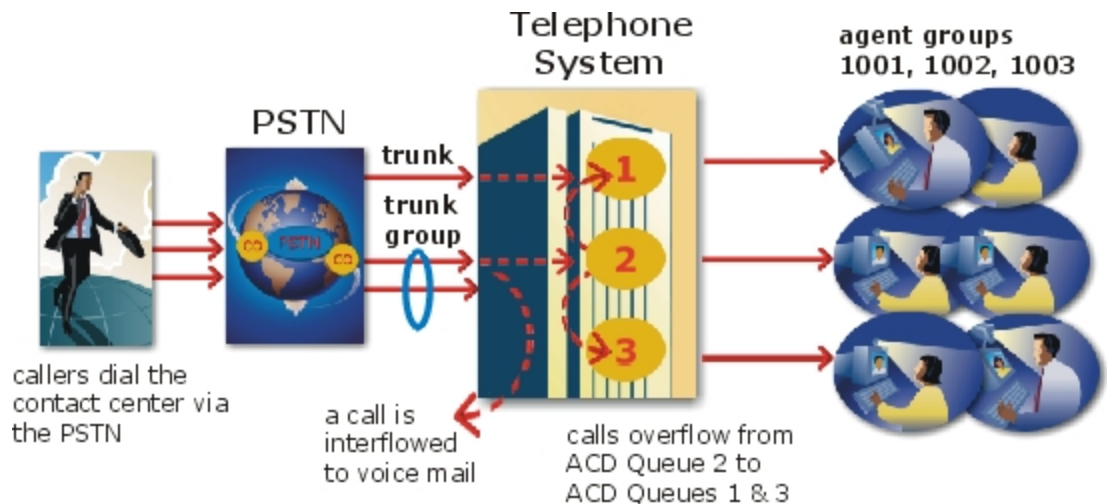 Telephone
System
agent groups
1001, 1002, 1003
PSTN
trunk
trunk
group
CO
PSTN
CO
1
2
3
callers dial the
contact center via
the PSTN
a call is
interflowed
to voice mail
calls overflow from
ACD Queue 2 to
ACD Queues 1 & 3